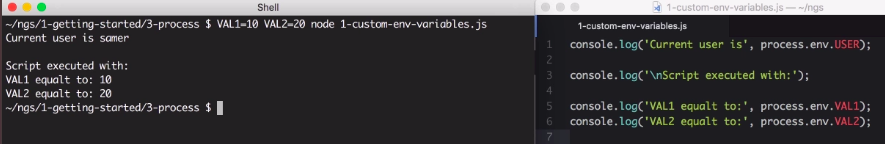 Shell
~/ngs/1-getting-started/3-process $ VAL1=10 VAL2=20 node 1-custom-env-variables.js
Current user is samer
Script executed with:
VAL1 equalt to: 10
VAL2 equalt to: 20
~/ngs/1-getting-started/3-process $
1-custom-env-variables.js — ~/ngs
1-custom-env-variables.js
1 console.log('Current user is', process.env.USER);
2
3 console.log('\nScript executed with:');
4
5 console.log('VAL1 equalt to:', process.env.VAL1);
6 console.log('VAL2 equalt to:', process.env.VAL2);
7